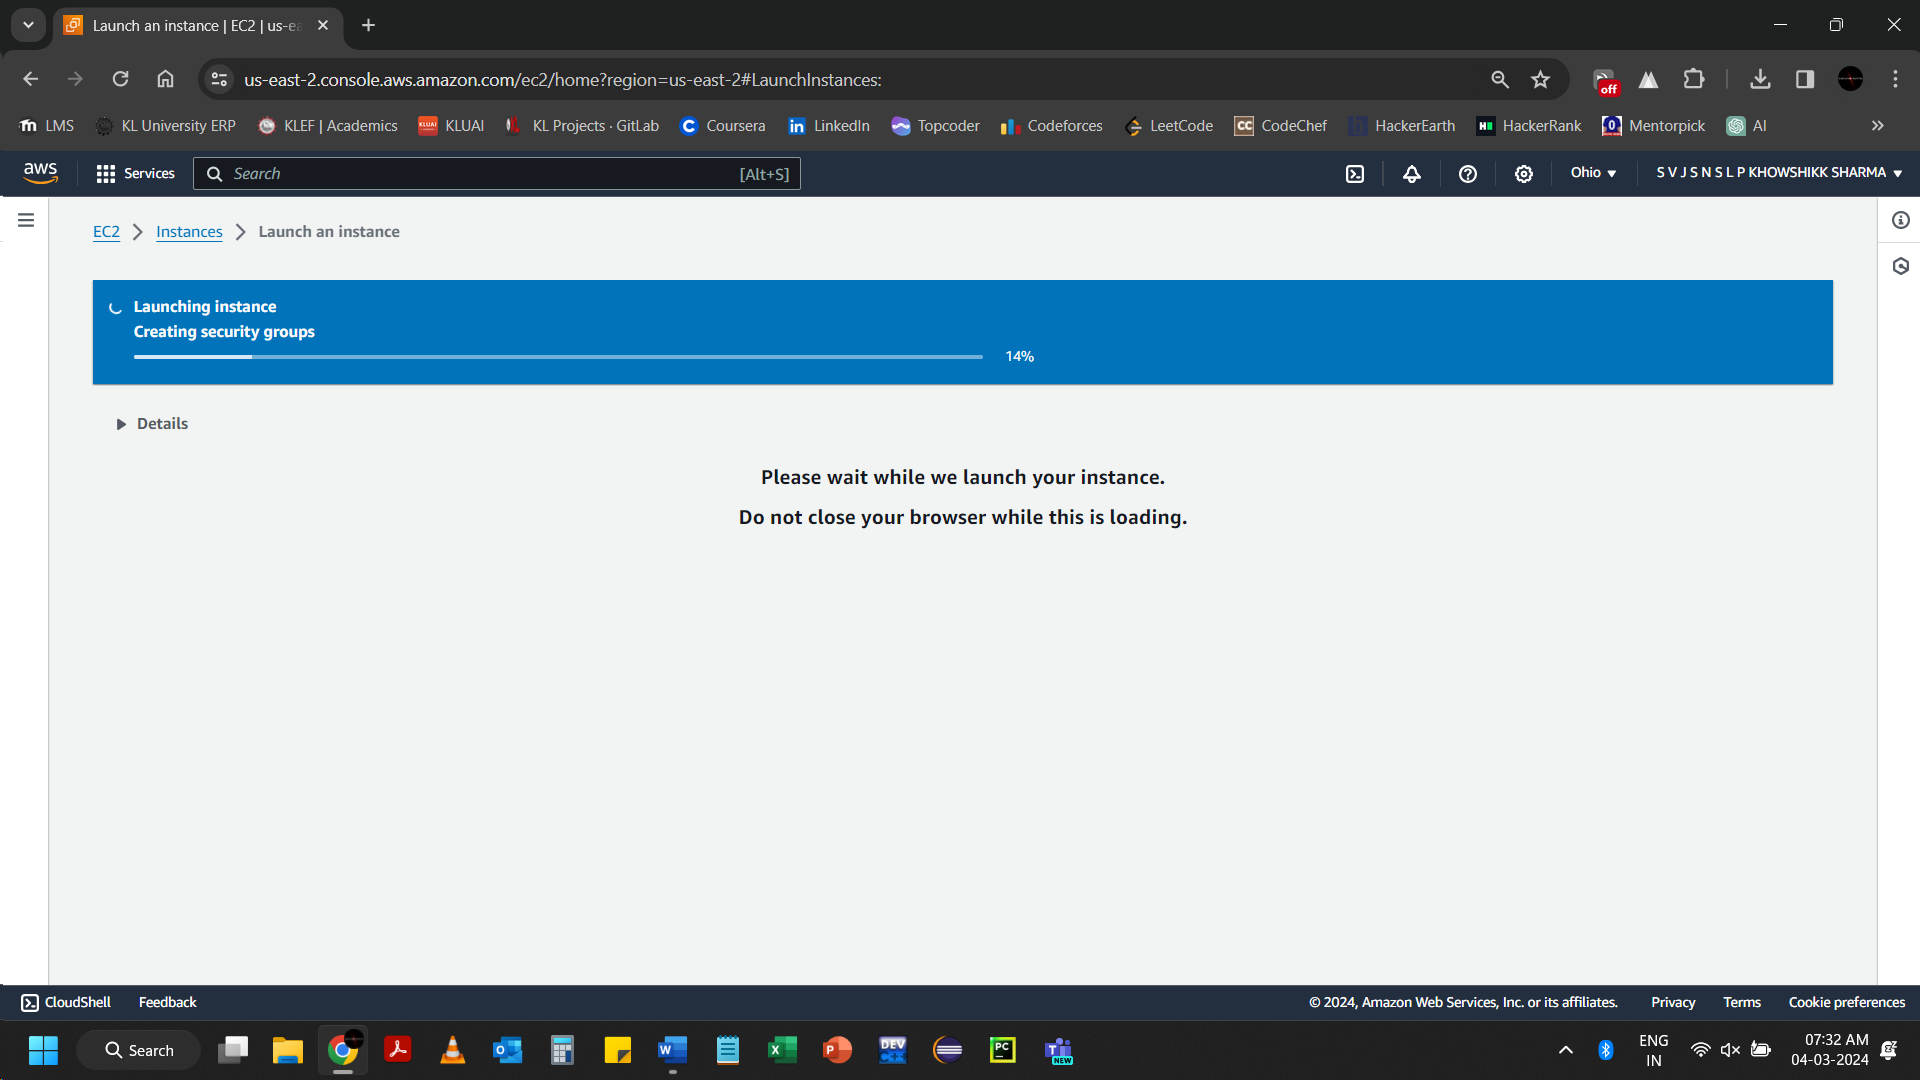 Launch an instance | EC2 | us-ea
us-east-2.console.aws.amazon.com/ec2/home?region=us-east-2#LaunchInstances:
off
LMS
KL University ERP
KLEF | Academics
KLUAI
KLUAI
KL Projects · GitLab
Coursera
LinkedIn
Topcoder
Codeforces
LeetCode
CodeChef
HackerEarth
HackerRank
Mentorpick
AI
aws
Services
Search
[Alt+S]
Ohio
S V J S N S L P KHOWSHIKK SHARMA
EC2
Instances
Launch an instance
Launching instance
Creating security groups
14%
Details
Please wait while we launch your instance.
Do not close your browser while this is loading.
CloudShell
Feedback
© 2024, Amazon Web Services, Inc. or its affiliates.
Privacy
Terms
Cookie preferences
Search
DEV
PC
NEW
ENG
IN
07:32 AM
04-03-2024